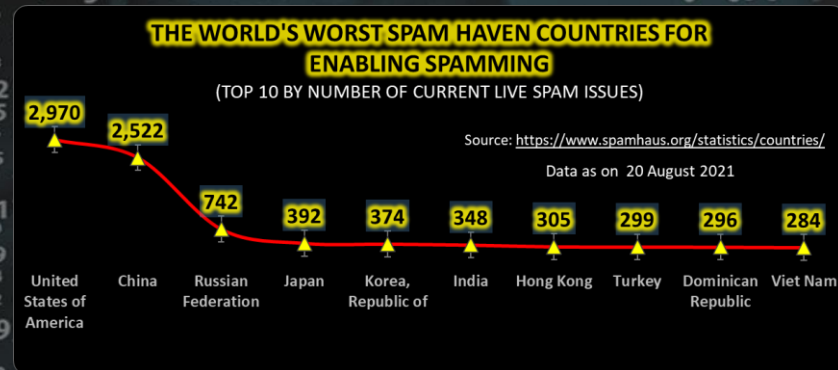 THE WORLD'S WORST SPAM HAVEN COUNTRIES FOR
ENABLING SPAMMING
(TOP 10 BY NUMBER OF CURRENT LIVE SPAM ISSUES)
2,970
2,522
Source: https://www.spamhaus.org/statistics/countries/
Data as on 20 August 2021
742
392
374
348
305
299
296
284
United
States of
America
China
Russian
Federation
Japan
Korea,
Republic of
India
Hong Kong
Turkey
Dominican
Republic
Viet Nam